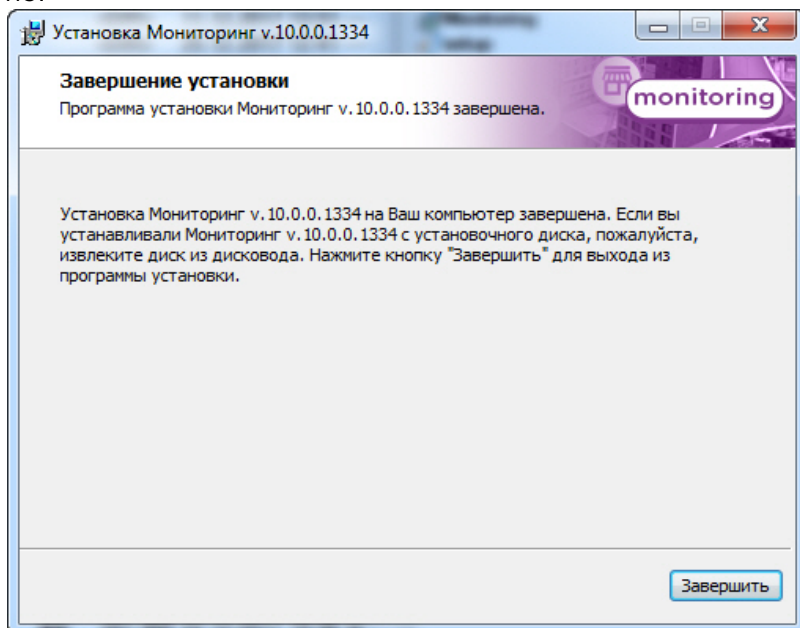 Установка Мониторинг v.10.0.0.1334
Завершение установки
Программа установки Мониторинг v.10.0.0.1334 завершена.
monitoring
Установка Мониторинг v.10.0.0.1334 на Ваш компьютер завершена. Если вы
устанавливали Мониторинг v.10.0.0.1334 с установочного диска, пожалуйста,
извлеките диск из дисковода. Нажмите кнопку "Завершить" для выхода из
программы установки.
Завершить